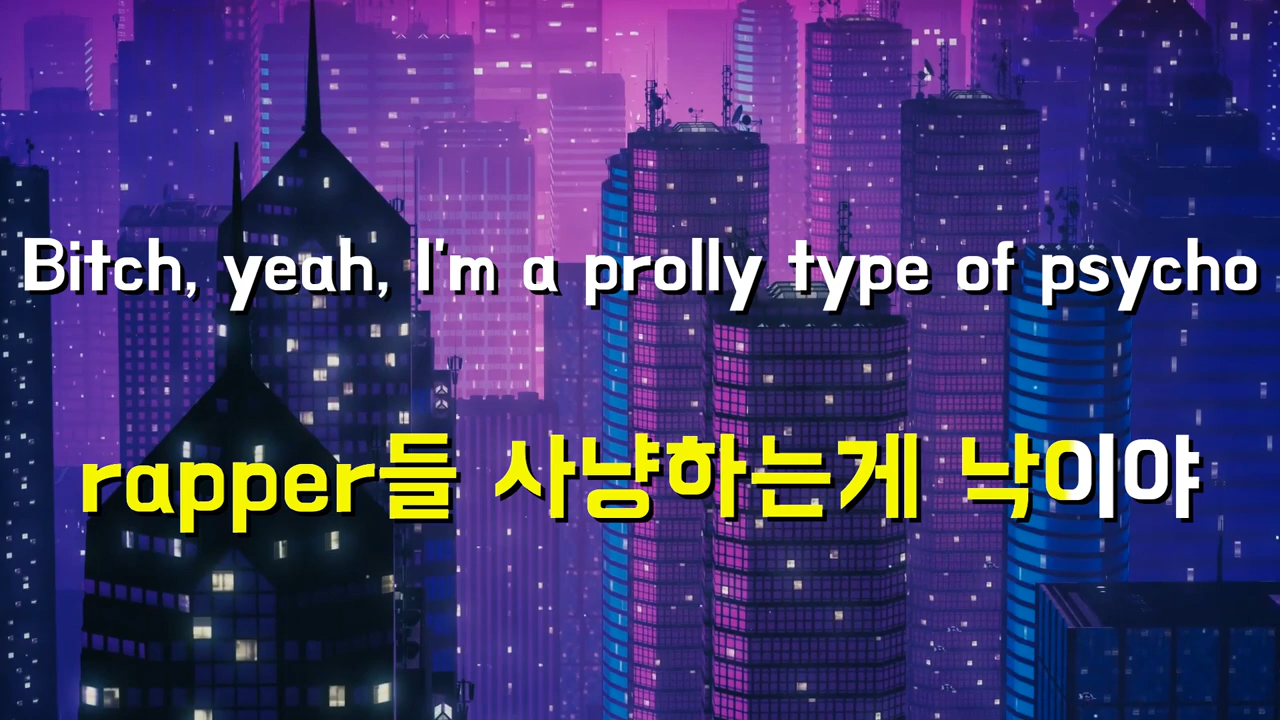 Bitch, yeah, I'm a prolly type of psycho
rapper들 사냥하는게 낙이야